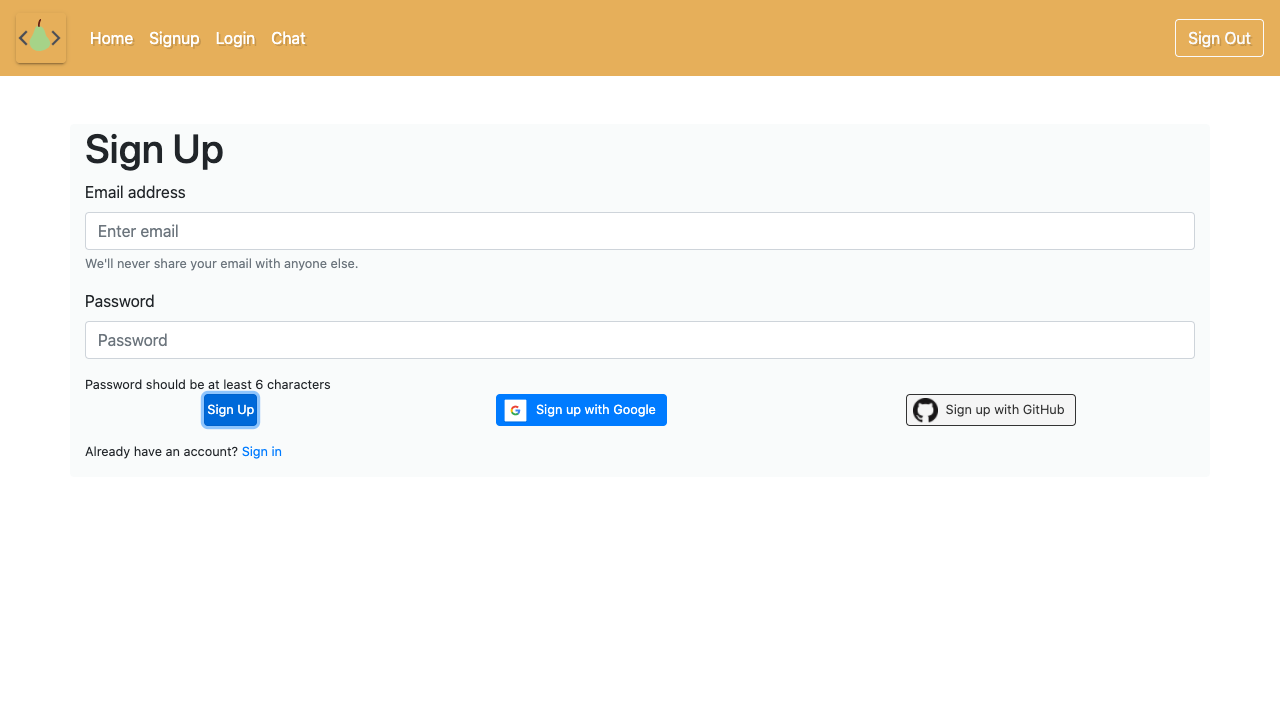 Home Signup Login Chat Sign Out
Sign Up
Email address
Enter email
We'll never share your email with anyone else.
Password
Password
Password should be at least 6 characters
Sign Up Sign up with Google Sign up with GitHub
Already have an account? Sign in